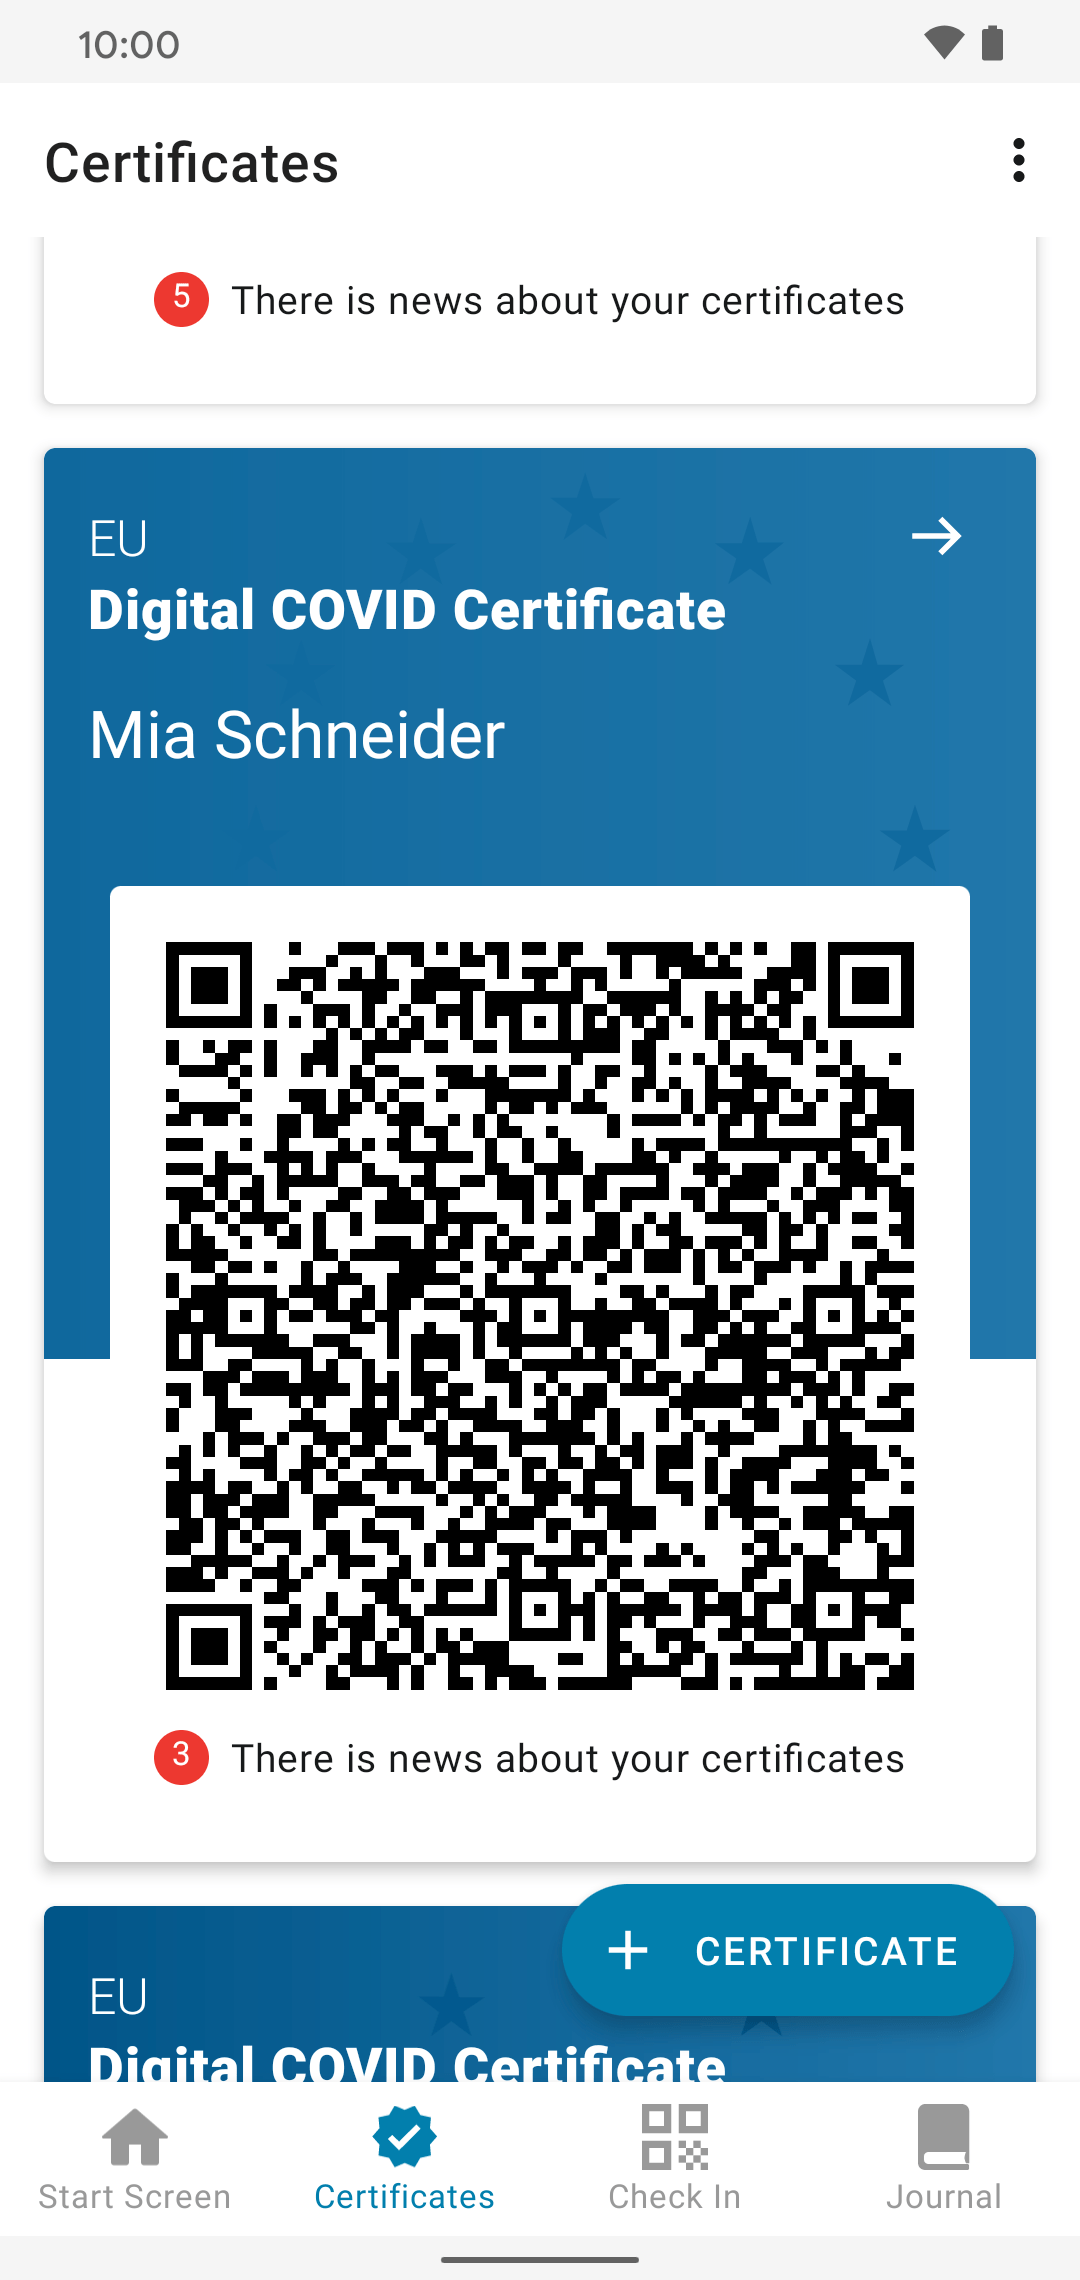 10:00
Certificates
5 There is news about your certificates
EU
Digital COVID Certificate
Mia Schneider
3 There is news about your certificates
CERTIFICATE
EU
Digital COVID Certificate
Start Screen Certificates Check In Journal